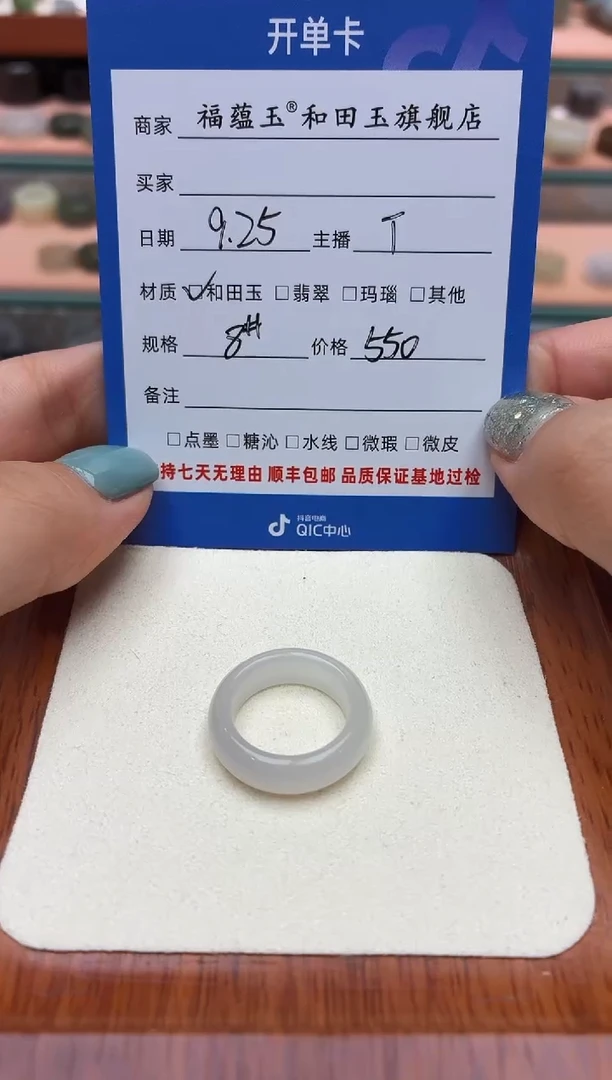 开单卡
商家 福蕴玉®和田玉旗舰店
买家
日期 9.25 主播 T
材质 ☑和田玉 □翡翠 □玛瑙 □其他
规格 8# 价格 550
备注
□点墨 □糖沁 □水线 □微瑕 □微皮
持七天无理由 顺丰包邮 品质保证基地过检
抖音电商
QIC中心